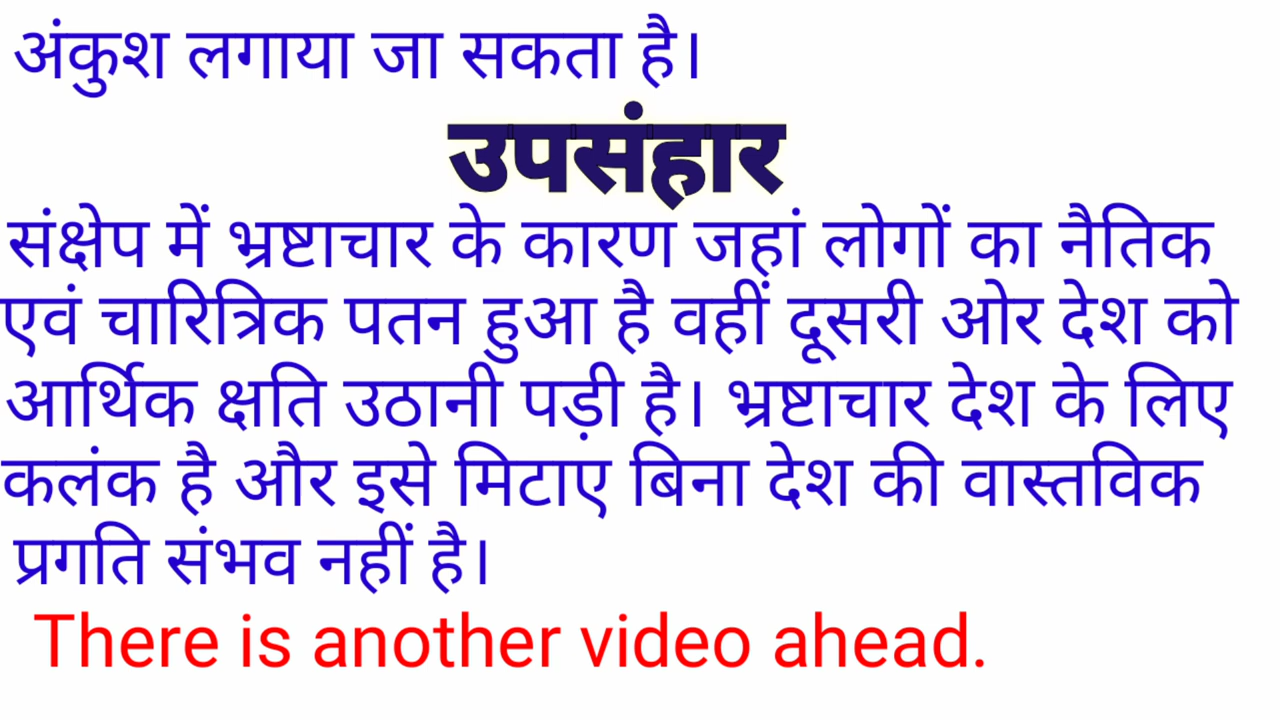 अंकुश लगाया जा सकता है।
उपसंहार
संक्षेप में भ्रष्टाचार के कारण जहां लोगों का नैतिक
एवं चारित्रिक पतन हुआ है वहीं दूसरी ओर देश को
आर्थिक क्षति उठानी पड़ी है। भ्रष्टाचार देश के लिए
कलंक है और इसे मिटाए बिना देश की वास्तविक
प्रगति संभव नहीं है।
There is another video ahead.